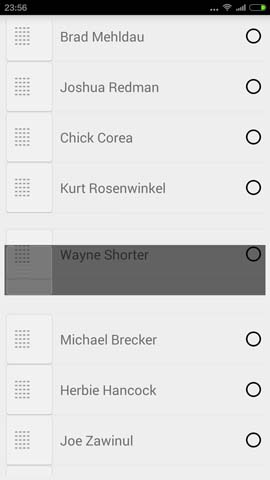 23:56
Brad Mehldau
Joshua Redman
Chick Corea
Kurt Rosenwinkel
Wayne Shorter
Michael Brecker
Herbie Hancock
Joe Zawinul